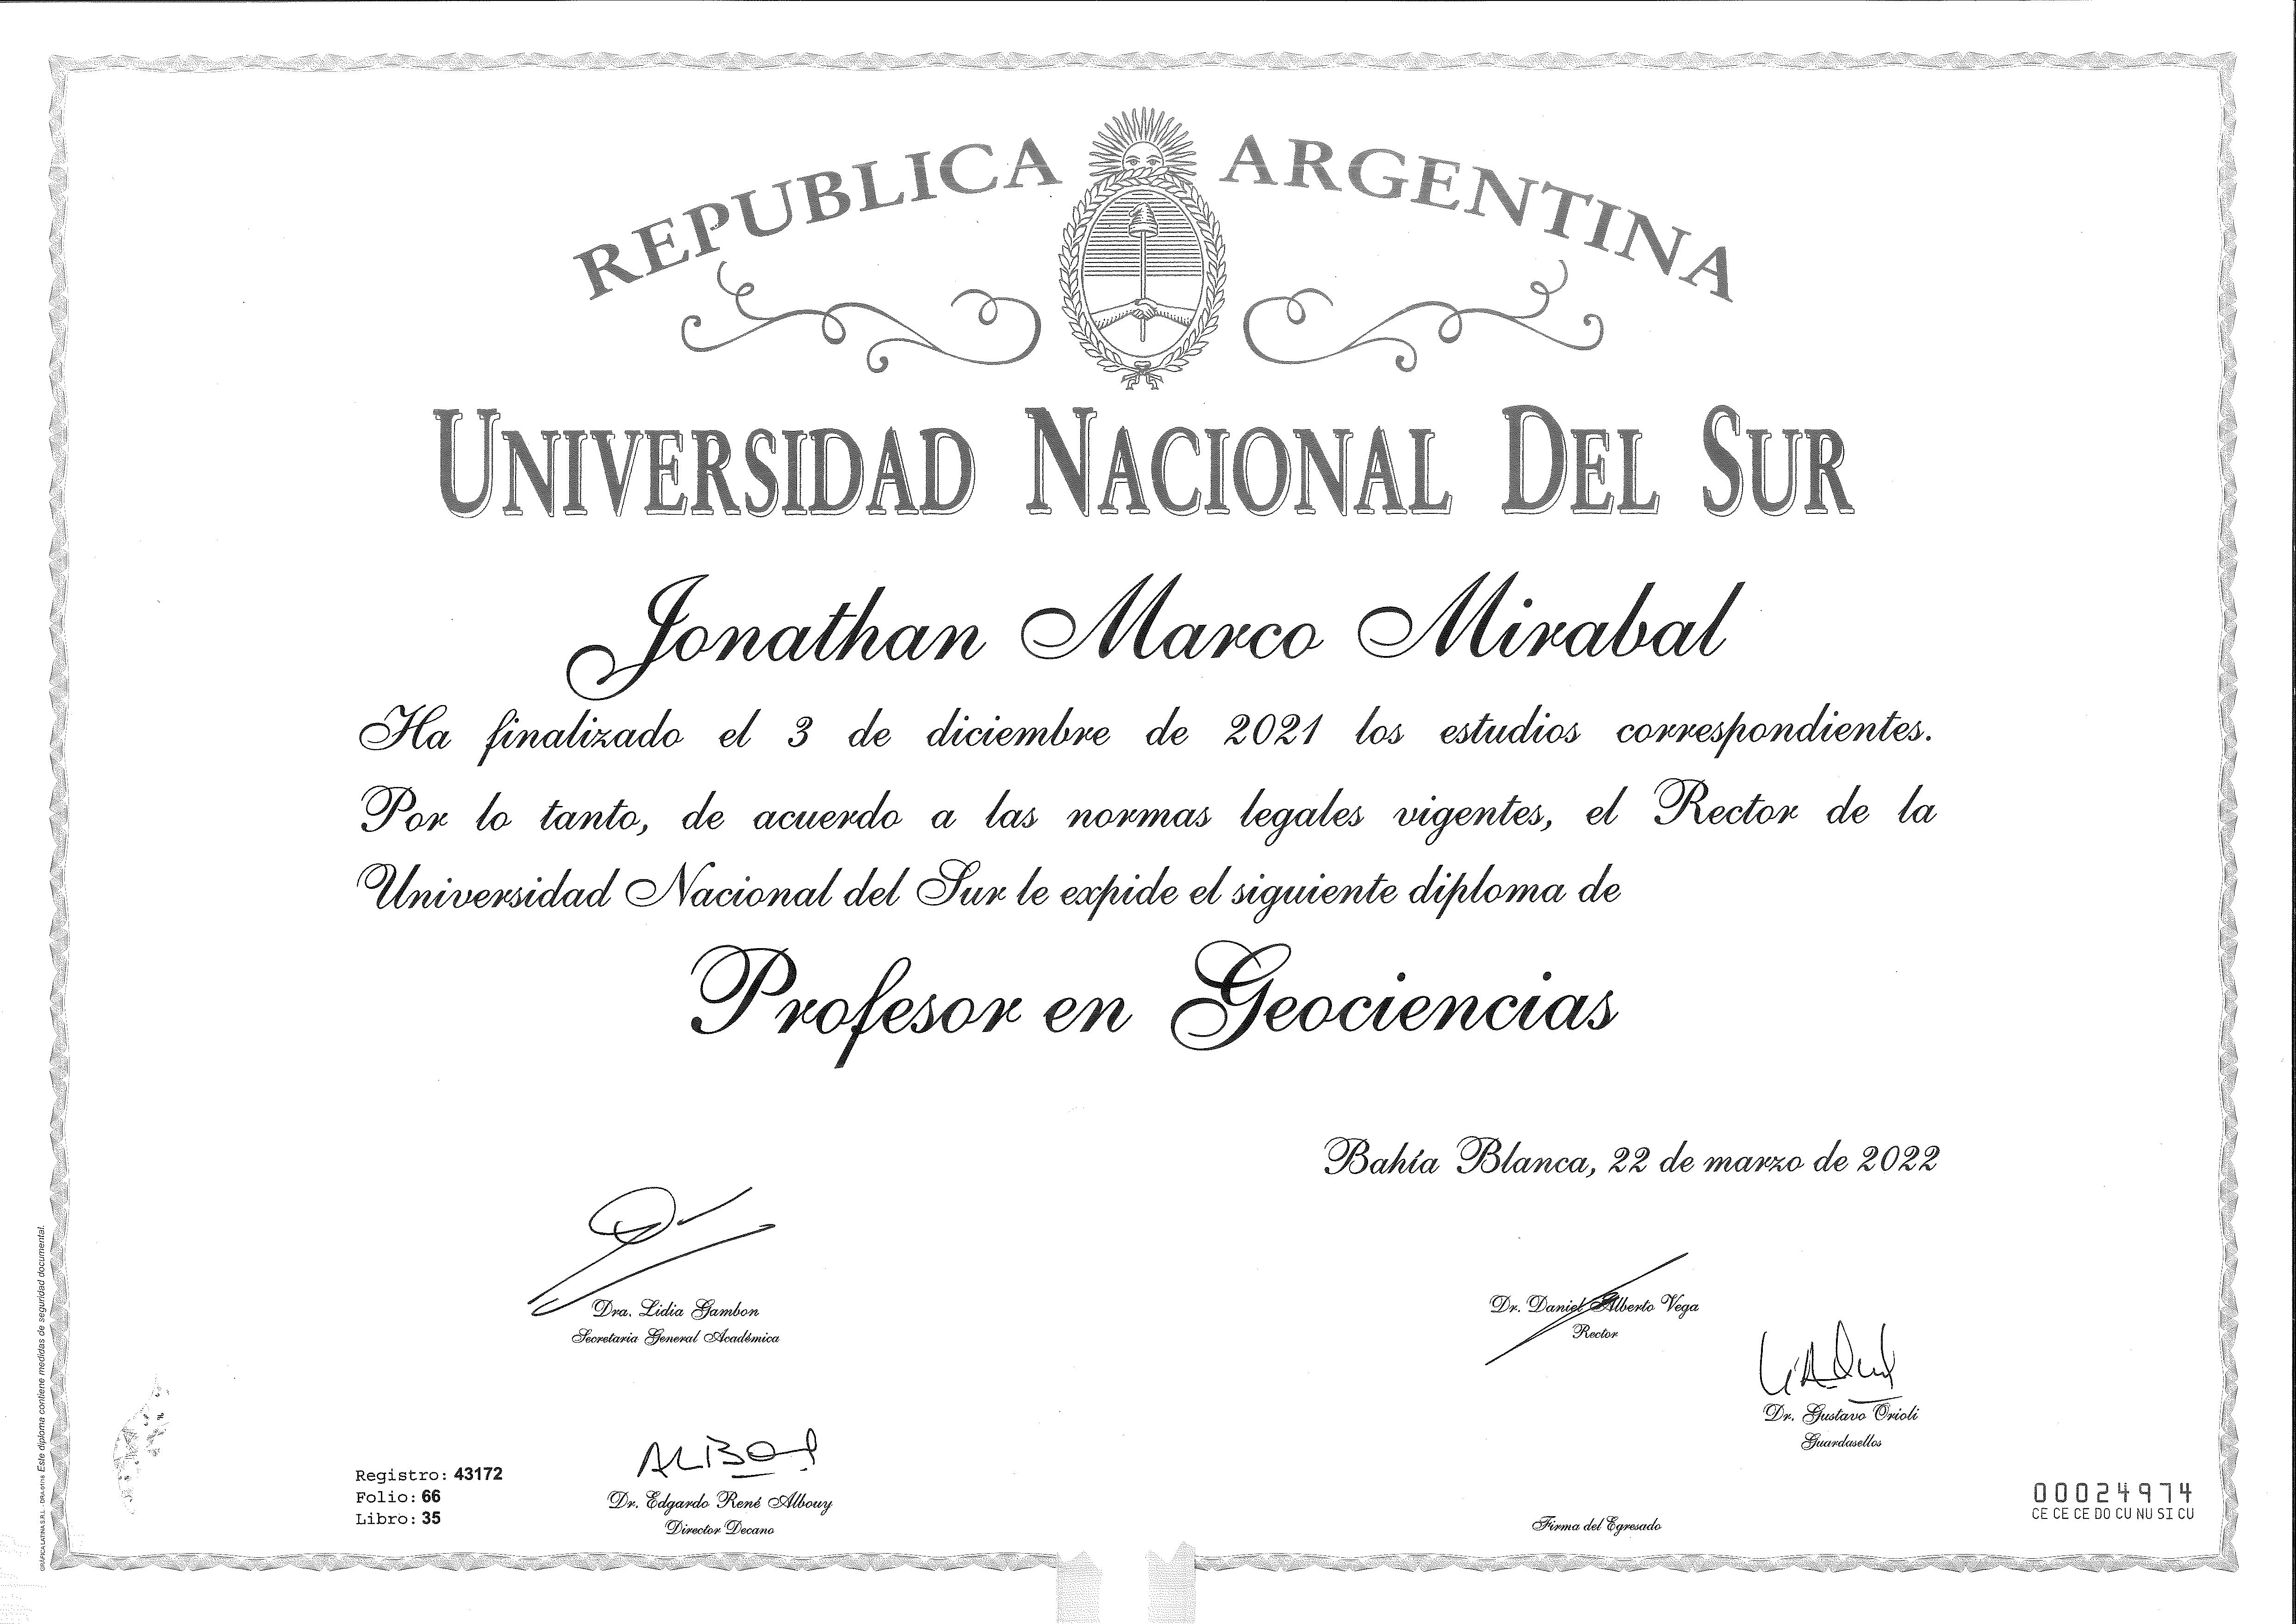 REPUBLICA ARGENTINA
UNIVERSIDAD NACIONAL DEL SUR
Jonathan Marco Mirabal
Ha finalizado el 3 de diciembre de 2021 los estudios correspondientes.
Por lo tanto, de acuerdo a las normas legales vigentes, el Rector de la
Universidad Nacional del Sur le expide el siguiente diploma de
Profesor en Geociencias
Bahía Blanca, 22 de marzo de 2022
Dra. Lidia Gambon
Secretaria General Académica
Dr. Daniel Alberto Vega
Rector
Dr. Gustavo Orioli
Guardasellos
Registro: 43172
Folio: 66
Libro: 35
Dr. Edgardo René Albouy
Director Decano
Firma del Egresado
00024974
CE CE CE DO CU NU SI CU
GRÁFICA LATINA S.R.L. - Este diploma contiene medidas de seguridad documental.